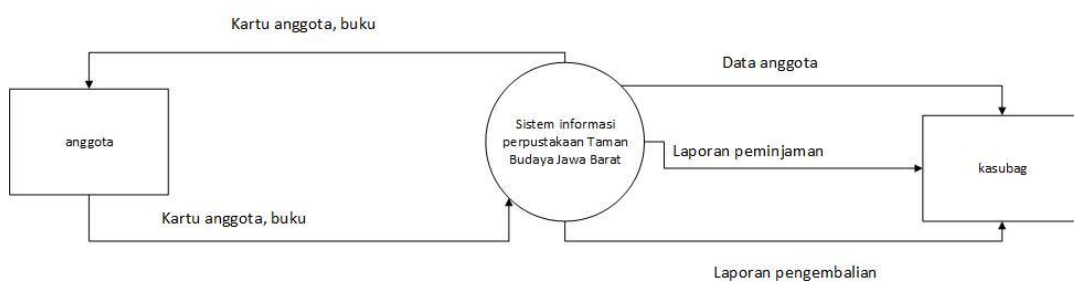 Kartu anggota, buku
Data anggota
anggota
Sistem informasi
perpustakaan Taman
Budaya Jawa Barat
Laporan peminjaman
kasubag
Kartu anggota, buku
Laporan pengembalian